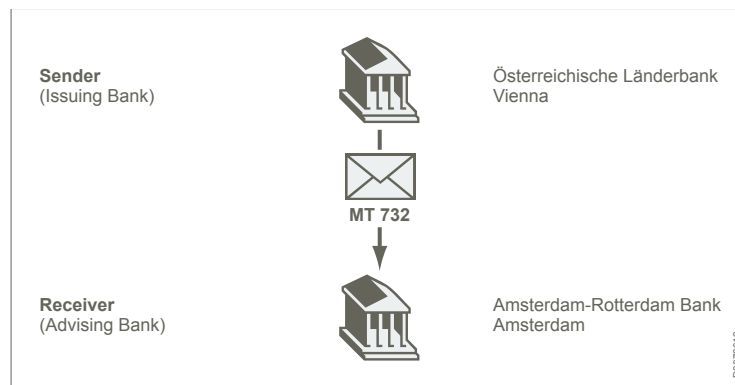 Sender
(Issuing Bank)
Österreichische Länderbank
Vienna
MT 732
Receiver
(Advising Bank)
Amsterdam-Rotterdam Bank
Amsterdam